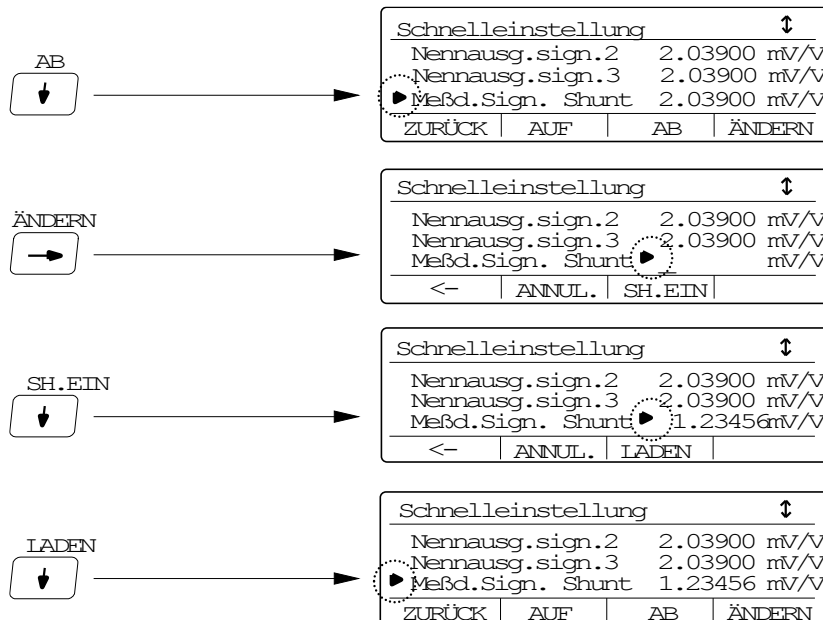 AB
Schnelleinstellung
Nennausg.sign.2 2.03900 mV/V
Nennausg.sign.3 2.03900 mV/V
Meßd.Sign. Shunt 2.03900 mV/V
ZURÜCK AUF AB ÄNDERN
ÄNDERN
Schnelleinstellung
Nennausg.sign.2 2.03900 mV/V
Nennausg.sign.3 2.03900 mV/V
Meßd.Sign. Shunt _ mV/V
<- ANNUL. SH.EIN
SH.EIN
Schnelleinstellung
Nennausg.sign.2 2.03900 mV/V
Nennausg.sign.3 2.03900 mV/V
Meßd.Sign. Shunt 1.23456mV/V
<- ANNUL. LADEN
LADEN
Schnelleinstellung
Nennausg.sign.2 2.03900 mV/V
Nennausg.sign.3 2.03900 mV/V
Meßd.Sign. Shunt 1.23456 mV/V
ZURÜCK AUF AB ÄNDERN